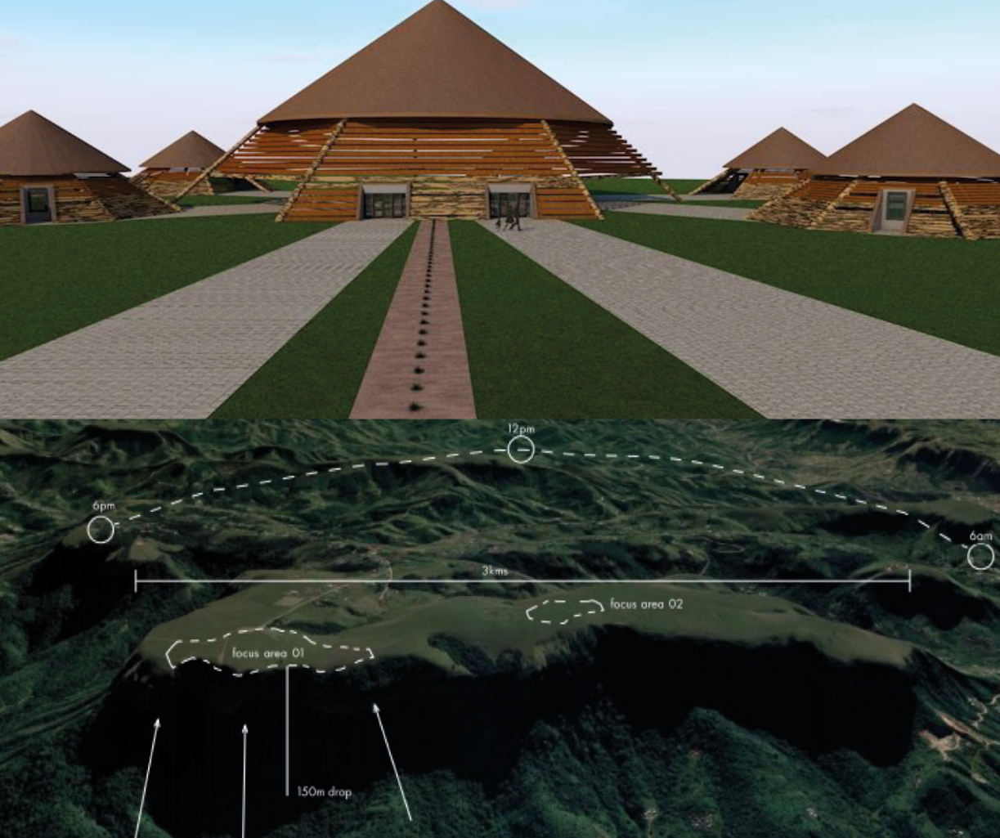 12pm
6pm
6am
3kms
focus area 02
focus area 01
150m drop